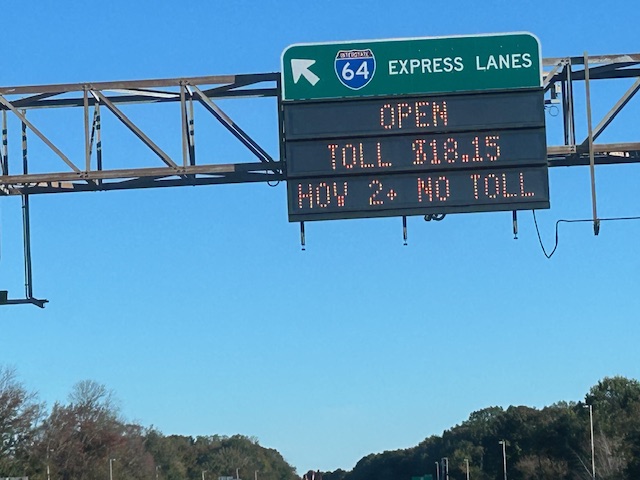 INTERSTATE
64 EXPRESS LANES
OPEN
TOLL $18.15
HOV 2+ NO TOLL